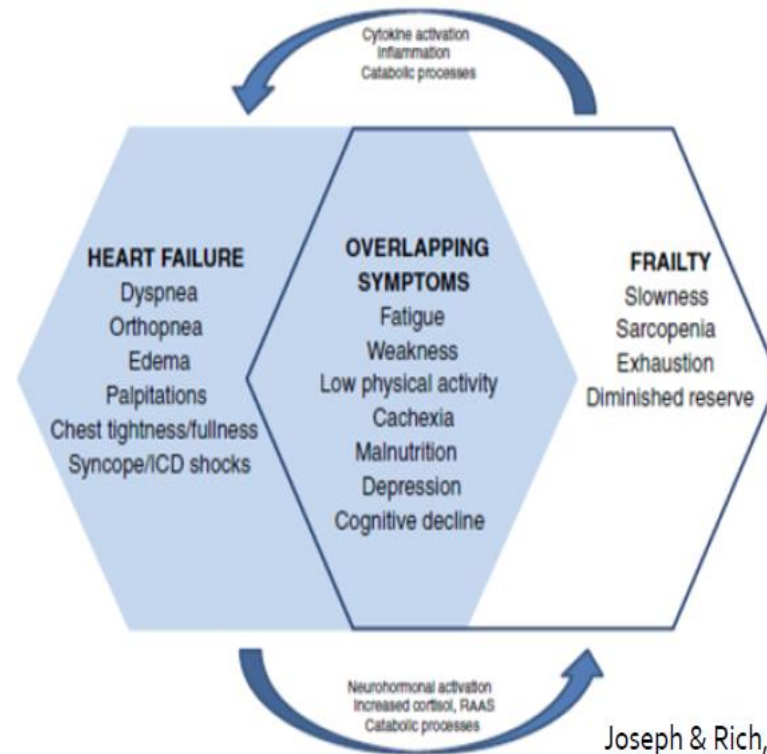 Cytokine activation
Inflammation
Catabolic processes
HEART FAILURE
Dyspnea
Orthopnea
Edema
Palpitations
Chest tightness/fullness
Syncope/ICD shocks
OVERLAPPING
SYMPTOMS
Fatigue
Weakness
Low physical activity
Cachexia
Malnutrition
Depression
Cognitive decline
FRAILTY
Slowness
Sarcopenia
Exhaustion
Diminished reserve
Neurohormonal activation
Increased cortisol, RAAS
Catabolic processes
Joseph & Rich,